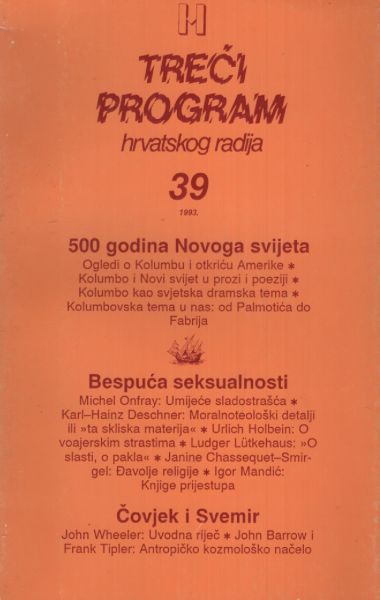 H
TREĆI
PROGRAM
hrvatskog radija
39
1993.
500 godina Novoga svijeta
Ogledi o Kolumbu i otkriću Amerike ✱
Kolumbo i Novi svijet u prozi i poeziji ✱
Kolumbo kao svjetska dramska tema ✱
Kolumbovska tema u nas: od Palmotića do
Fabrija
Bespuća seksualnosti
Michel Onfray: Umijeće sladostrašća ✱
Karl–Hainz Deschner: Moralnoteološki detalji
ili »ta skliska materija« ✱ Urlich Holbein: O
voajerskim strastima ✱ Ludger Lütkehaus: »O
slasti, o pakla« ✱ Janine Chassequet–Smir-
gel: Đavolje religije ✱ Igor Mandić:
Knjige prijestupa
Čovjek i Svemir
John Wheeler: Uvodna riječ ✱ John Barrow i
Frank Tipler: Antropičko kozmološko načelo